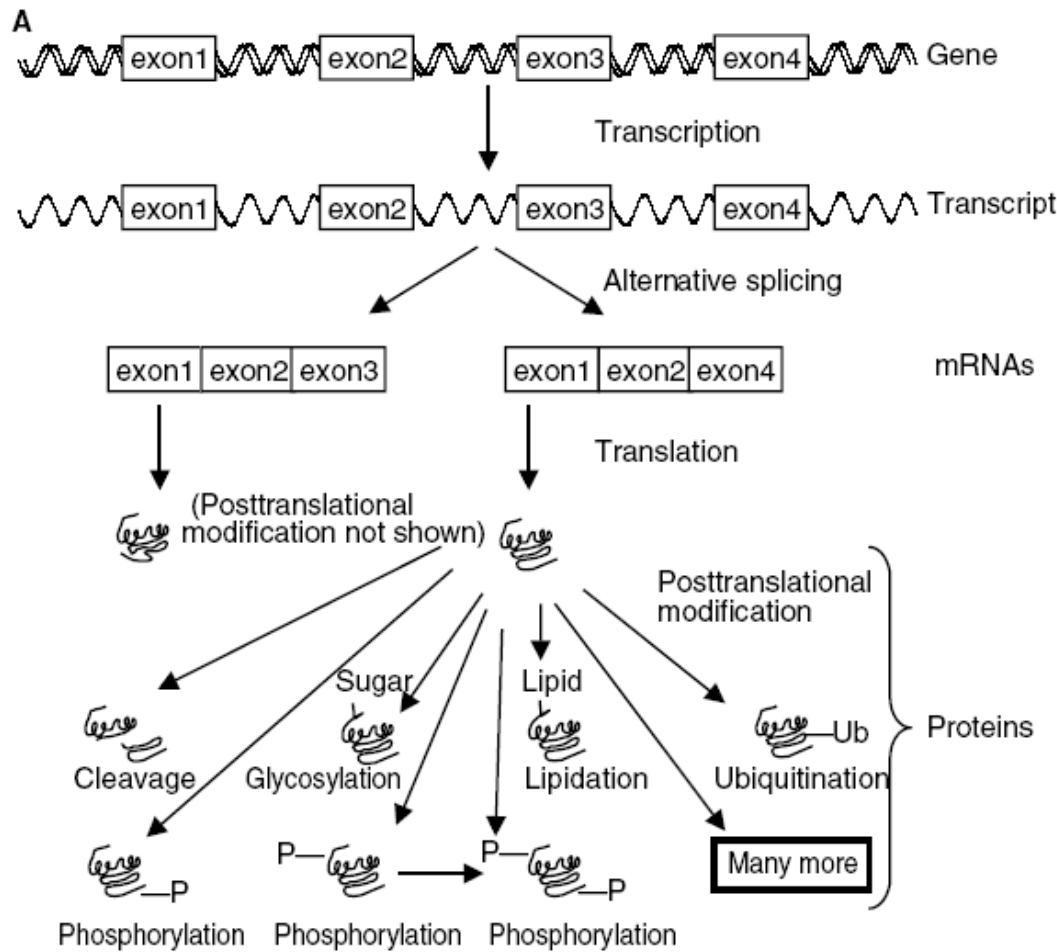 A
exon1 exon2 exon3 exon4 Gene
Transcription
exon1 exon2 exon3 exon4 Transcript
Alternative splicing
exon1 exon2 exon3 exon1 exon2 exon4 mRNAs
Translation
(Posttranslational
modification not shown)
Posttranslational
modification
Sugar Lipid
Ub Proteins
Cleavage Glycosylation Lipidation Ubiquitination
P P
Many more
P P
Phosphorylation Phosphorylation Phosphorylation